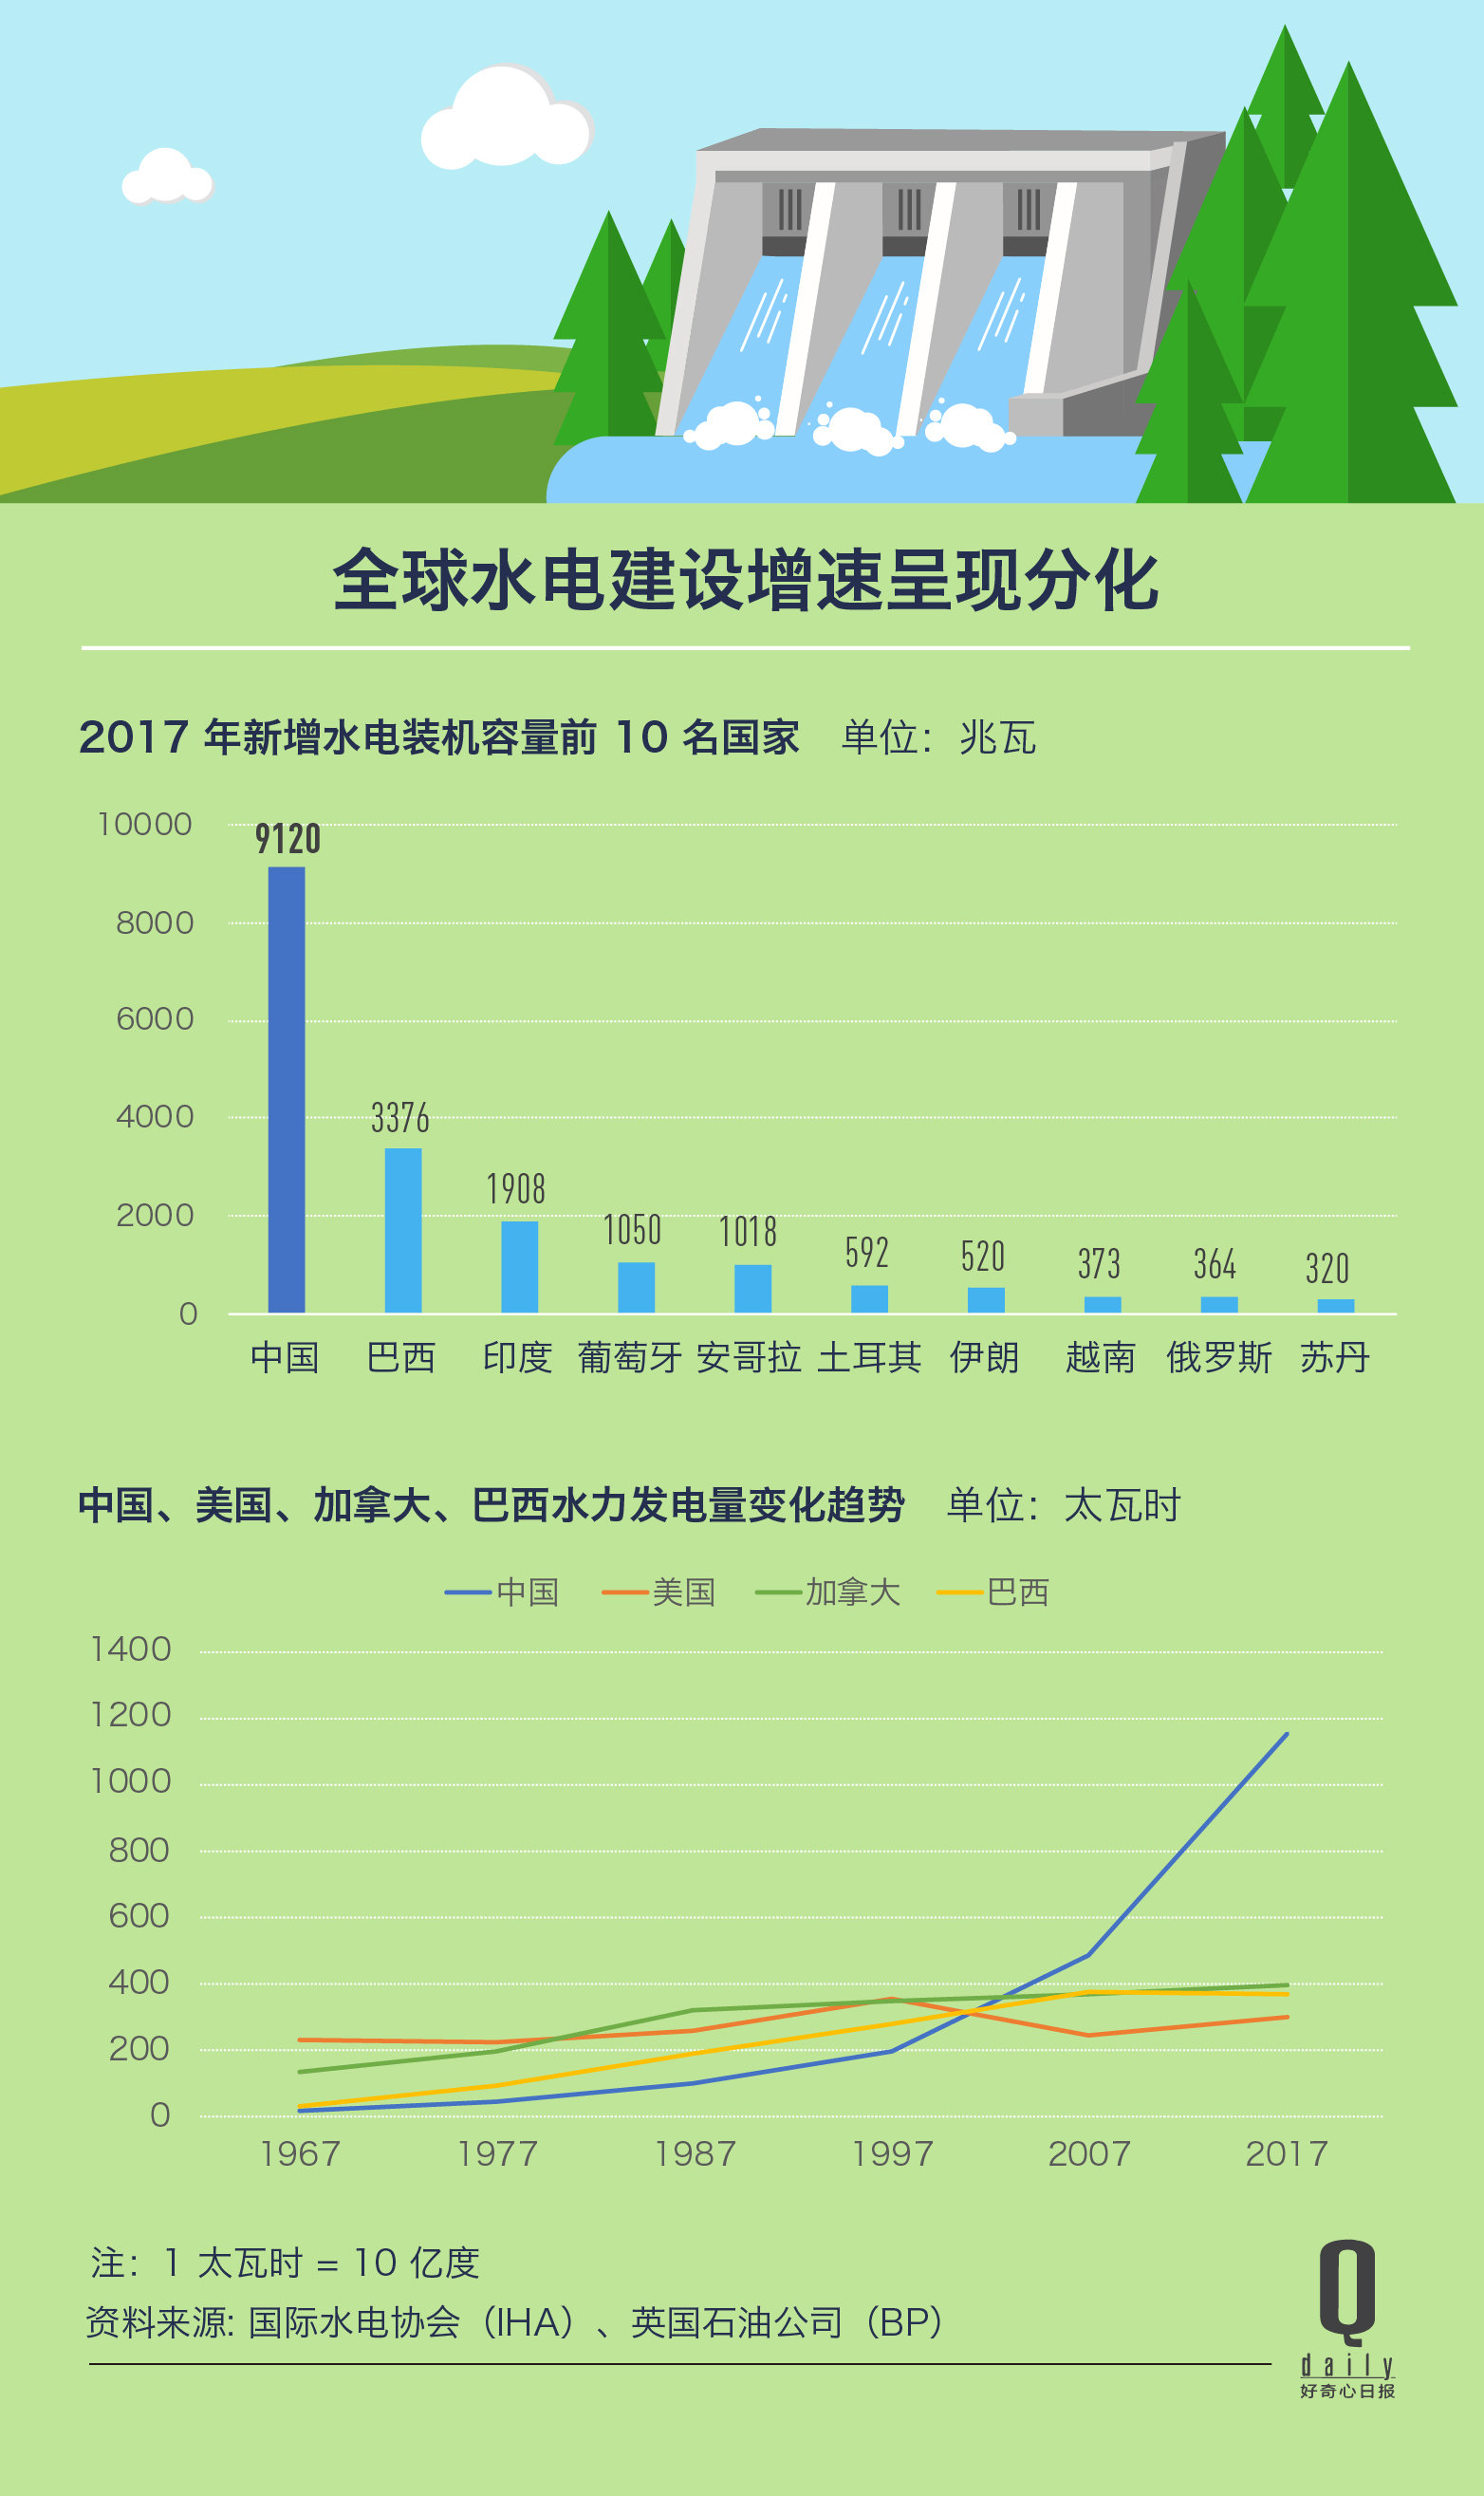 全球水电建设增速呈现分化
2017 年新增水电装机容量前 10 名国家 单位：兆瓦
10000
8000
6000
4000
2000
0
9120
3376
1908
1050
1018
592
520
373
364
320
中国 巴西 印度 葡萄牙 安哥拉 土耳其 伊朗 越南 俄罗斯 苏丹
中国、美国、加拿大、巴西水力发电量变化趋势 单位：太瓦时
中国 美国 加拿大 巴西
1400
1200
1000
800
600
400
200
0
1967 1977 1987 1997 2007 2017
注：1 太瓦时 = 10 亿度
资料来源: 国际水电协会（IHA）、英国石油公司（BP）
Q
daily
好奇心日报